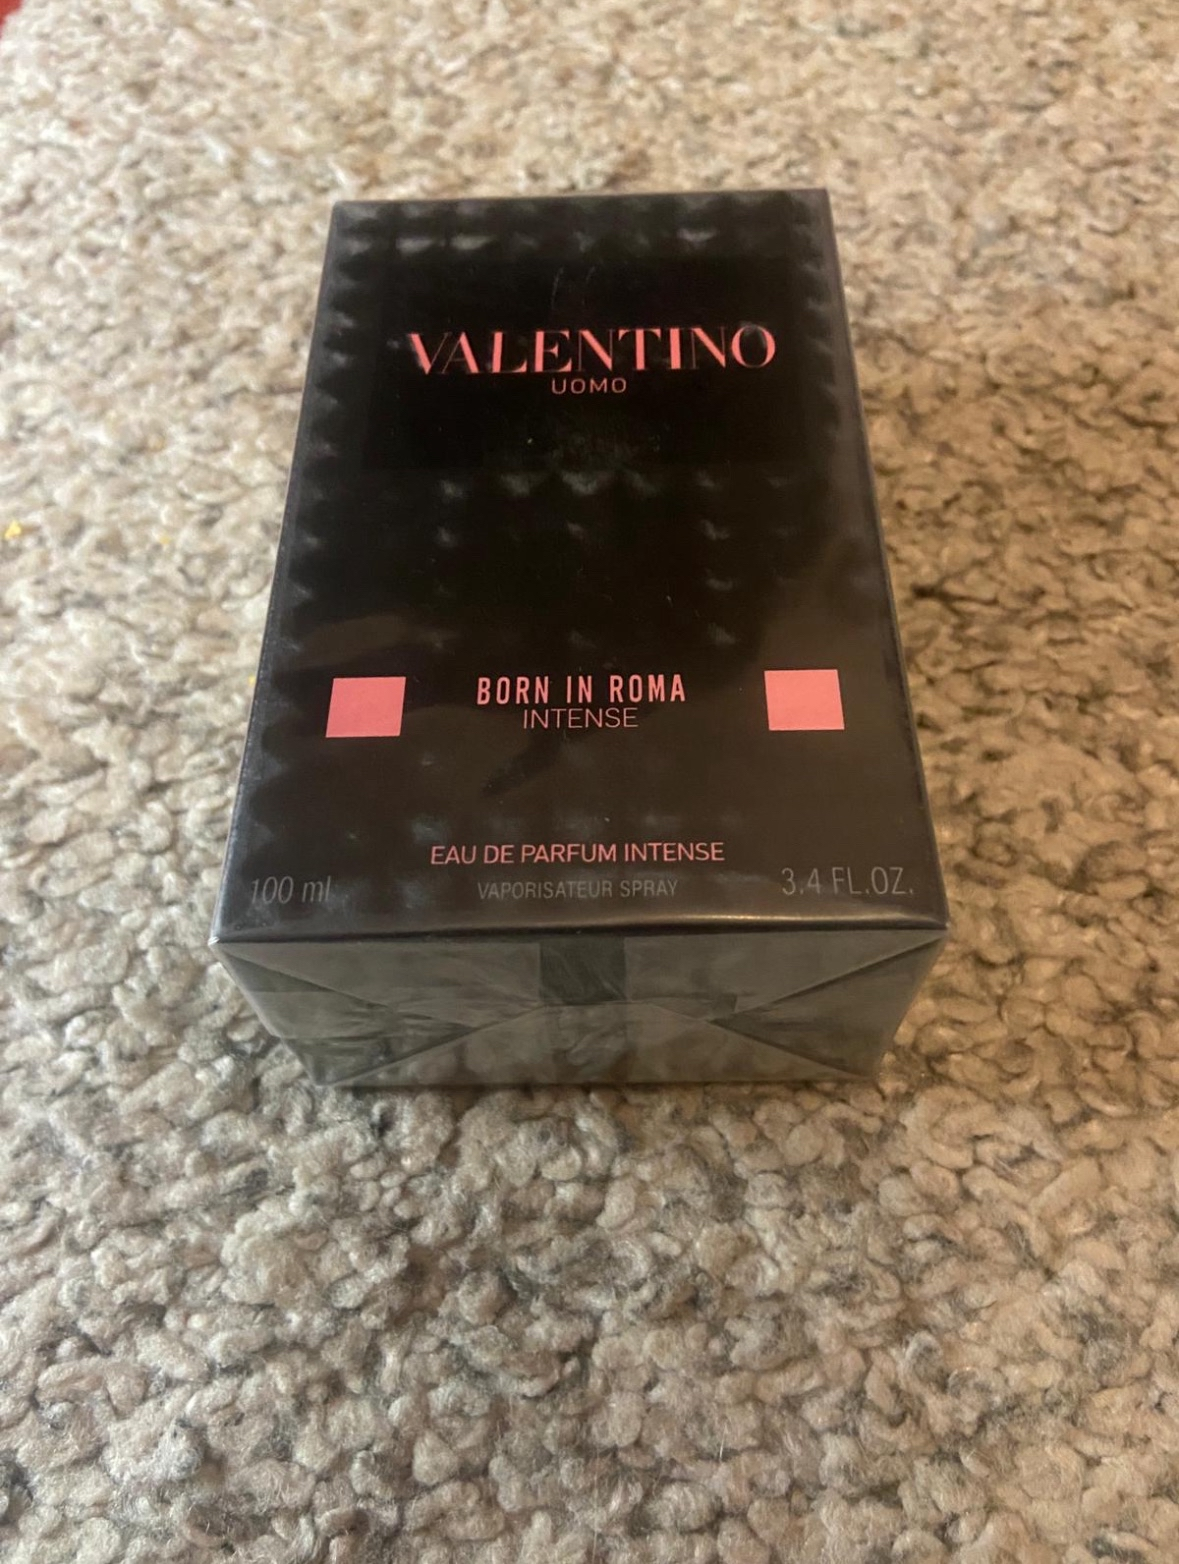 VALENTINO
UOMO
BORN IN ROMA
INTENSE
EAU DE PARFUM INTENSE
100 ml VAPORISATEUR SPRAY 3.4 FL.OZ.